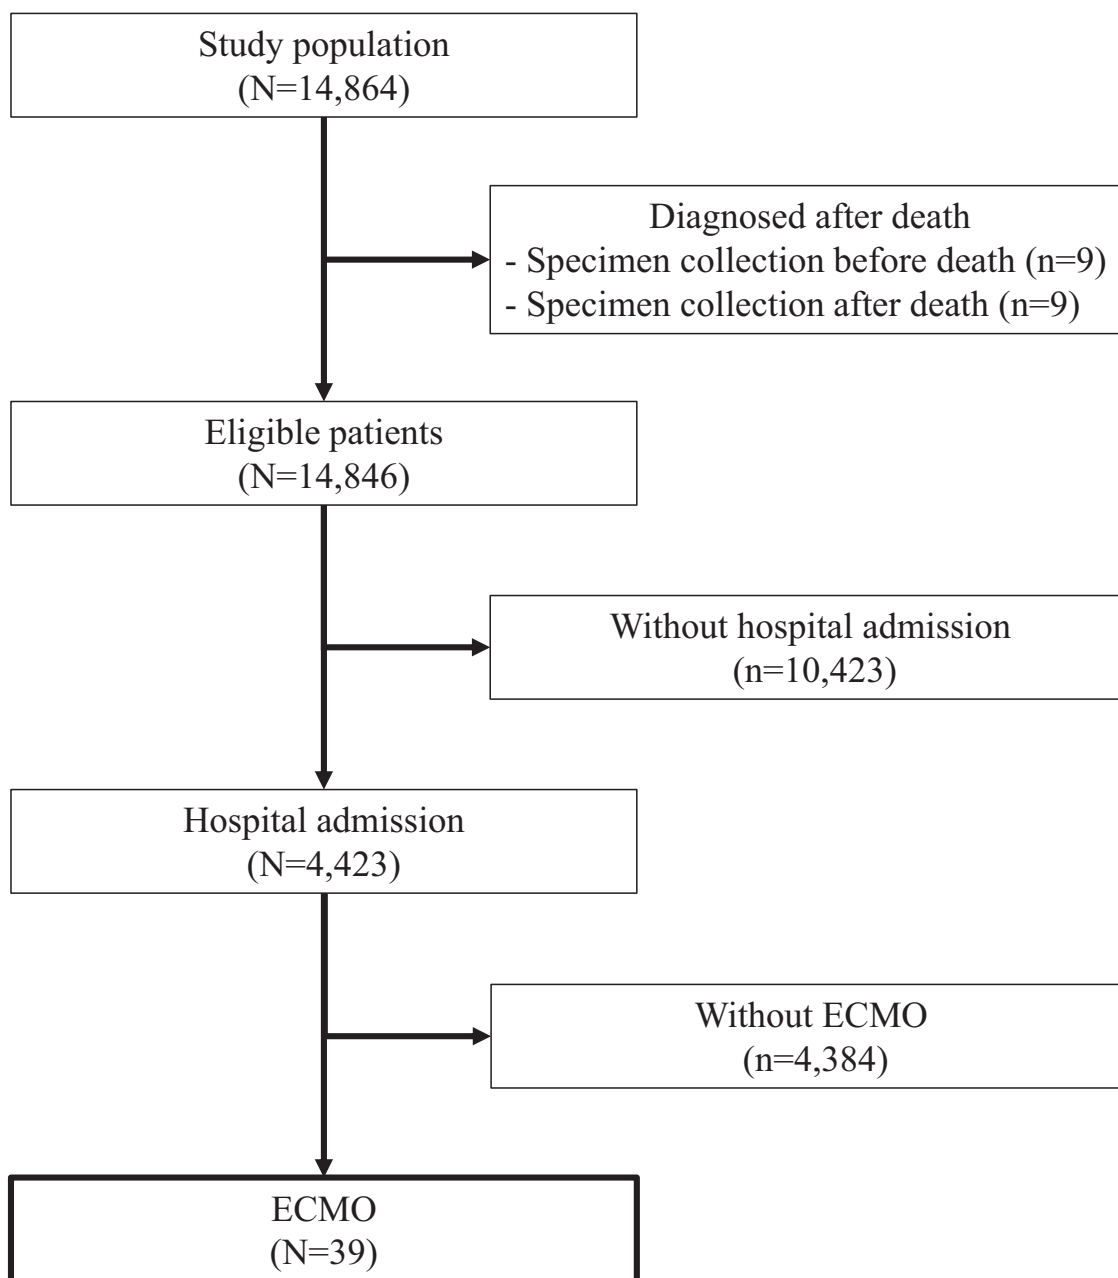 Study population
(N=14,864)
Diagnosed after death
- Specimen collection before death (n=9)
- Specimen collection after death (n=9)
Eligible patients
(N=14,846)
Without hospital admission
(n=10,423)
Hospital admission
(N=4,423)
Without ECMO
(n=4,384)
ECMO
(N=39)